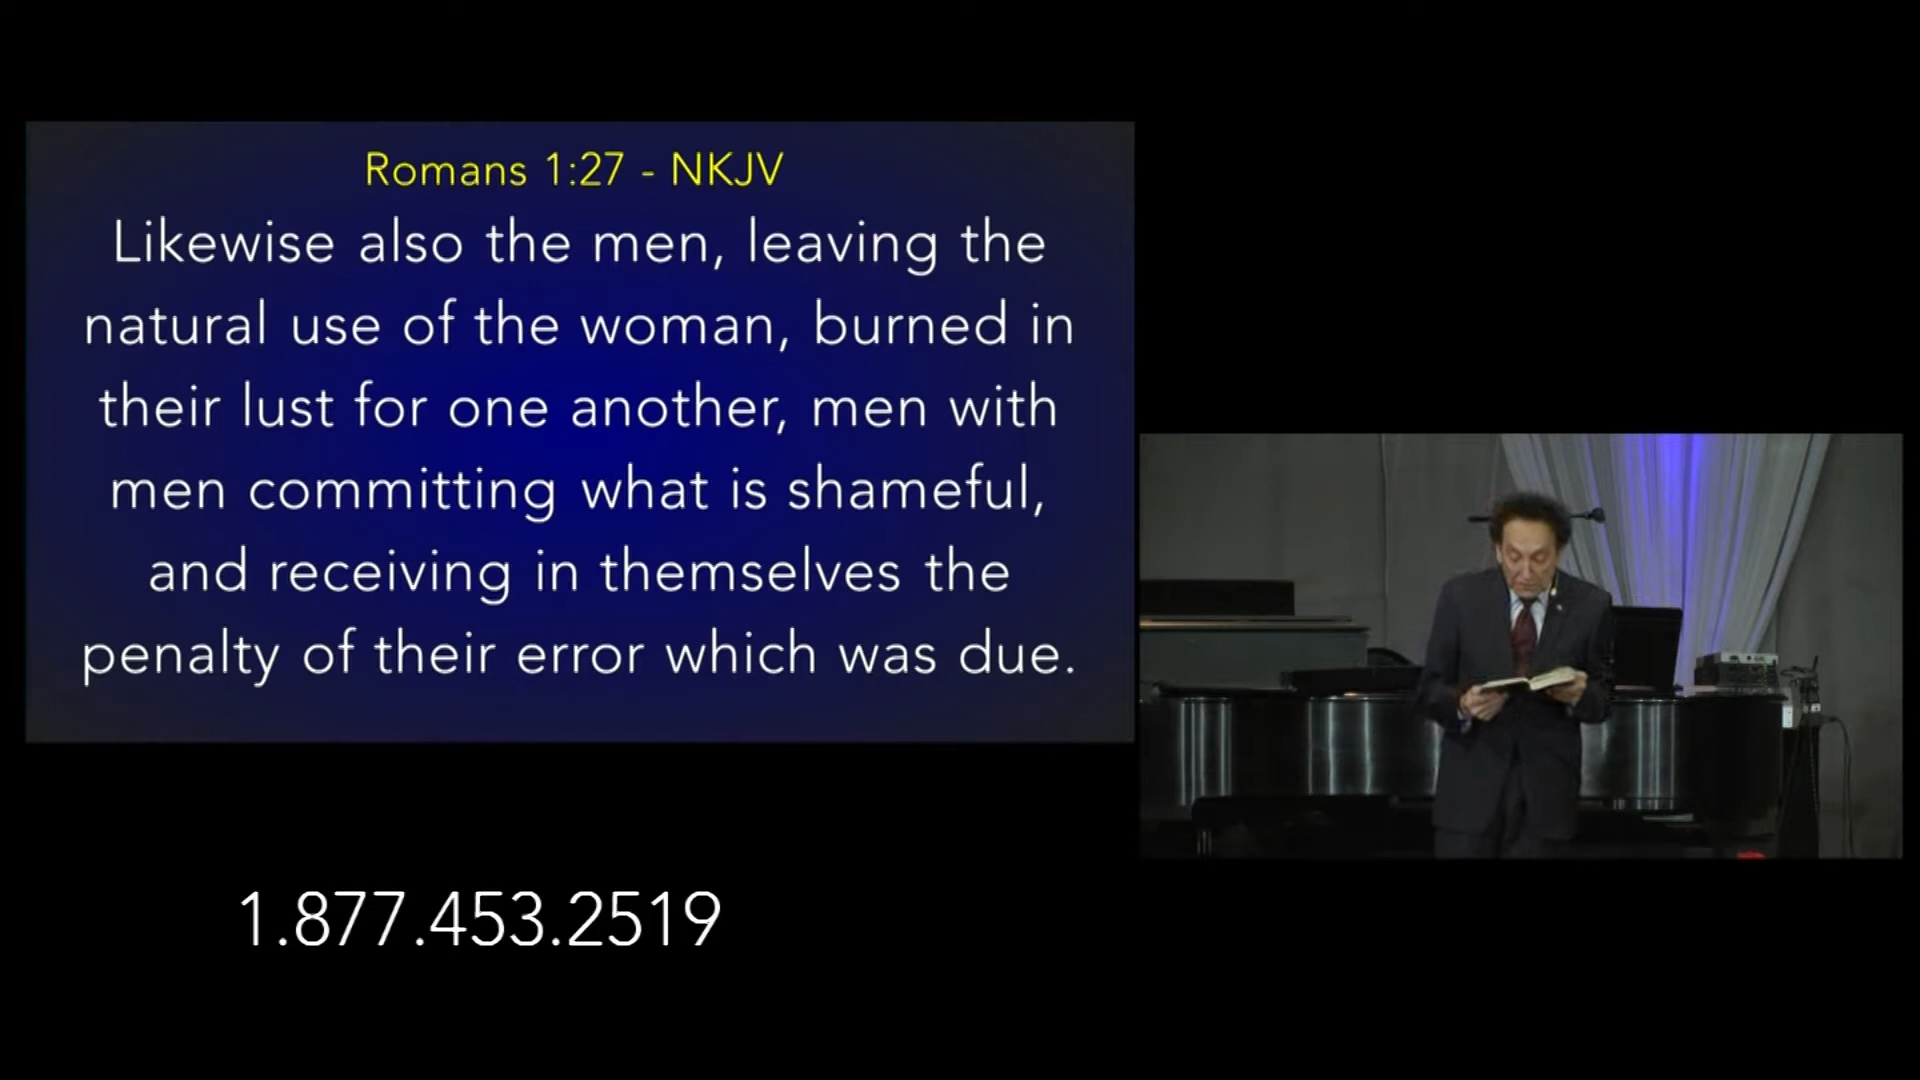 Romans 1:27 - NKJV
Likewise also the men, leaving the
natural use of the woman, burned in
their lust for one another, men with
men committing what is shameful,
and receiving in themselves the
penalty of their error which was due.
1.877.453.2519